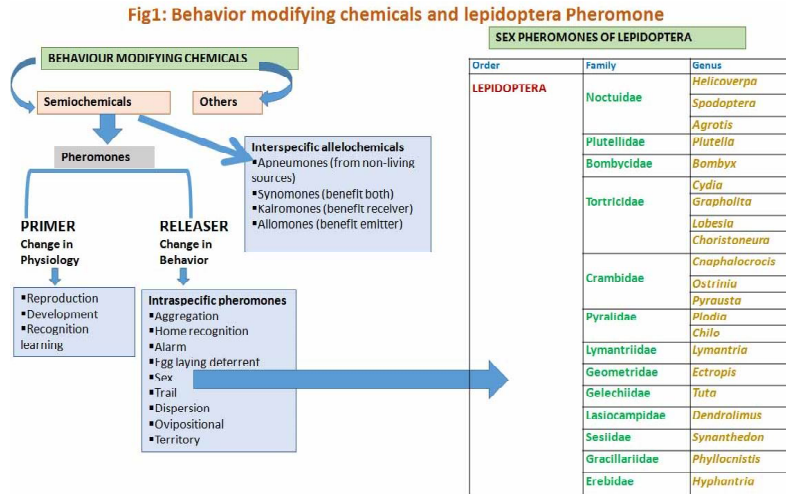 Fig1: Behavior modifying chemicals and lepidoptera Pheromone
BEHAVIOUR MODIFYING CHEMICALS
Semiochemicals
Others
Pheromones
Interspecific allelochemicals
▪Apneumones (from non-living
sources)
▪Synomones (benefit both)
▪Kairomones (benefit receiver)
▪Allomones (benefit emitter)
PRIMER
Change in
Physiology
RELEASER
Change in
Behavior
▪Reproduction
▪Development
▪Recognition
learning
Intraspecific pheromones
▪Aggregation
▪Home recognition
▪Alarm
▪Egg laying deterrent
▪Sex
▪Trail
▪Dispersion
▪Ovipositional
▪Territory
SEX PHEROMONES OF LEPIDOPTERA
Order Family Genus
LEPIDOPTERA
Noctuidae
Helicoverpa
Spodoptera
Agrotis
Plutellidae Plutella
Bombycidae Bombyx
Tortricidae
Cydia
Grapholita
Lobesia
Choristoneura
Crambidae
Cnaphalocrocis
Ostrinia
Pyrausta
Pyralidae Plodia
Chilo
Lymantriidae Lymantria
Geometridae Ectropis
Gelechiidae Tuta
Lasiocampidae Dendrolimus
Sesiidae Synanthedon
Gracillariidae Phyllocnistis
Erebidae Hyphantria